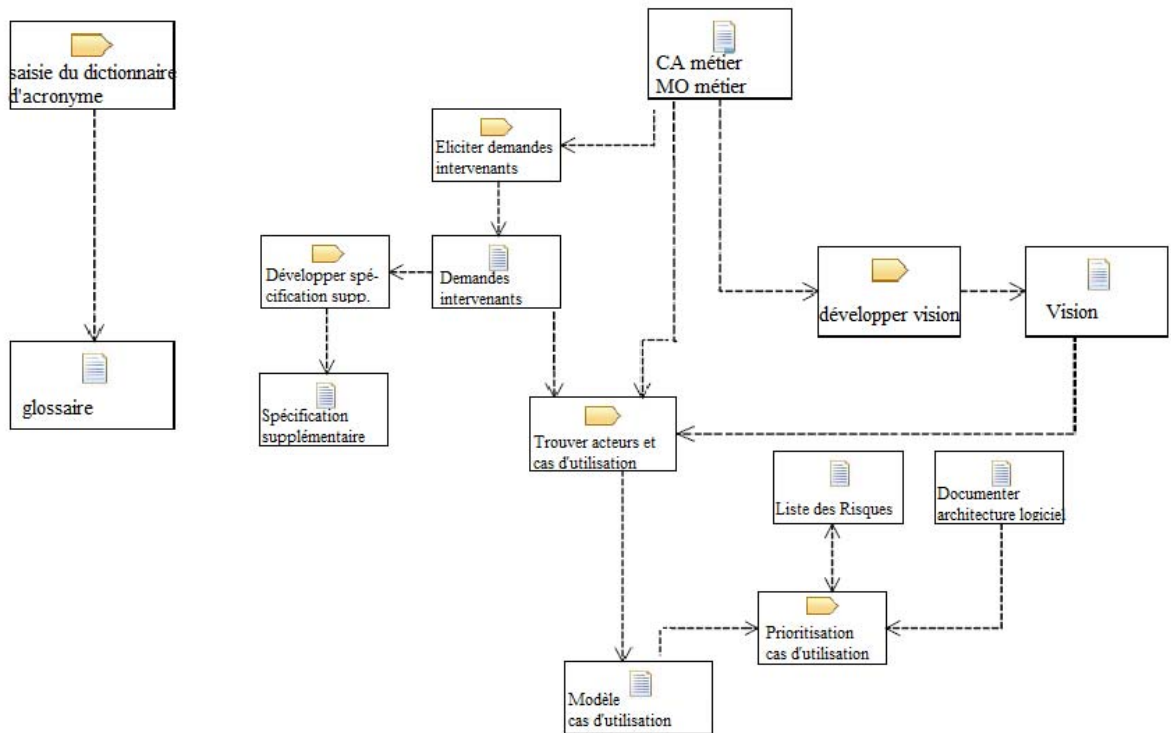 saisie du dictionnaire
d'acronyme
CA métier
MO métier
Eliciter demandes
intervenants
Développer spé-
cification supp.
Demandes
intervenants
développer vision
Vision
glossaire
Spécification
supplémentaire
Trouver acteurs et
cas d'utilisation
Liste des Risques
Documenter
architecture logiciel
Prioritisation
cas d'utilisation
Modèle
cas d'utilisation